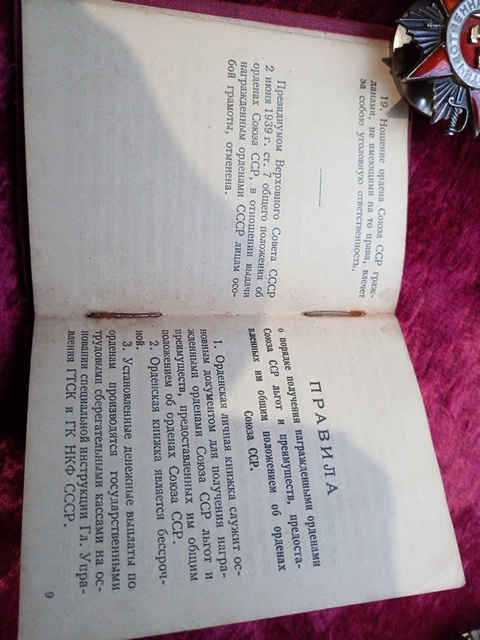 19. Ношение ордена Союза ССР граж-
данами, не имеющими на то права, влечет
за собою уголовную ответственность.
Президиумом Верховного Совета СССР
2 июня 1939 г. ст. 7 общего положения об
орденах Союза ССР, в отношении выдачи
награжденным орденами СССР лицам осо-
бой грамоты, отменена.
ПРАВИЛА
о порядке получения награжденными орденами
Союза ССР льгот и преимуществ, предоста-
вленных им общим положением об орденах
Союза ССР.
1. Орденская личная книжка служит ос-
новным документом для получения награ-
жденными орденами Союза ССР льгот и
преимуществ, предоставленных им общим
положением об орденах Союза ССР.
2. Орденская книжка является бессроч-
ной.
3. Установленные денежные выплаты по
орденам производятся государственными
трудовыми сберегательными кассами на ос-
новании специальной инструкции Гл. Упра-
вления ГТСК и ГК НКФ СССР.
9
ОТЕЧЕСТВЕННАЯ